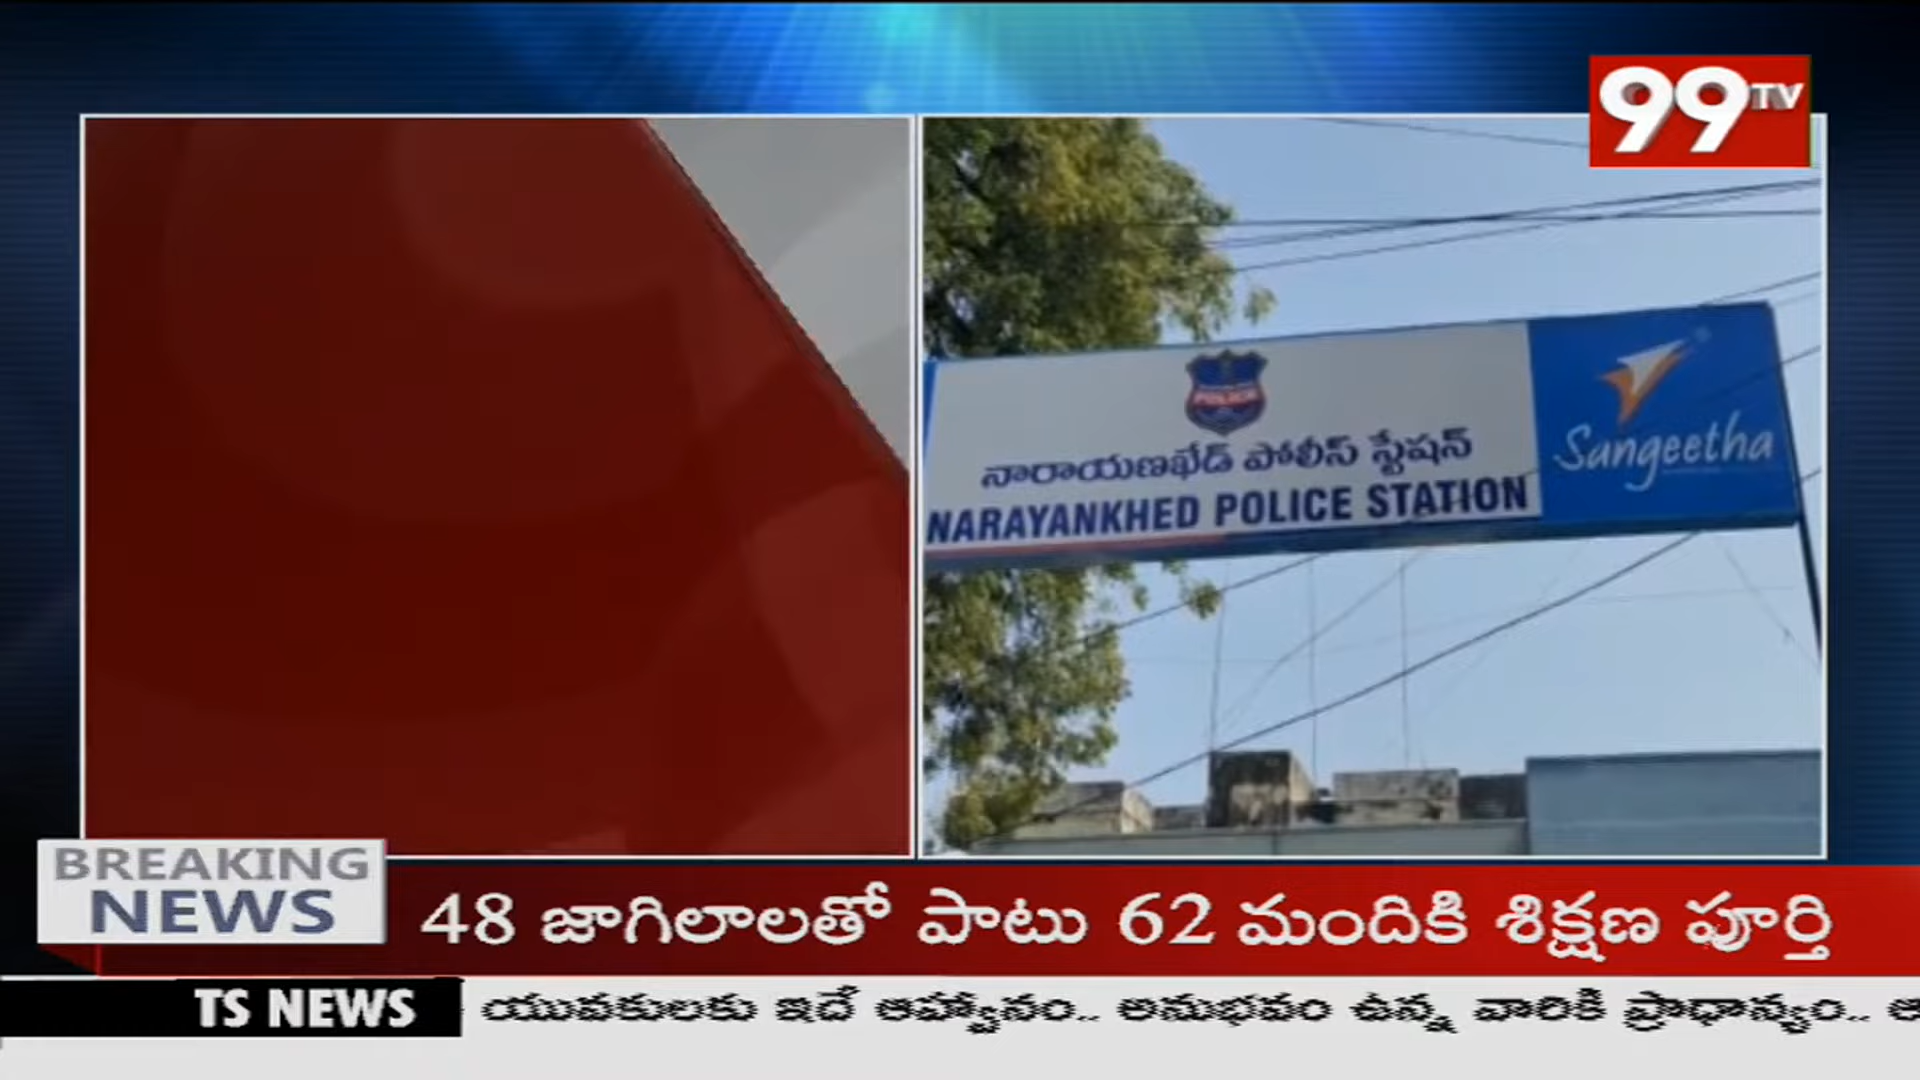 99TV
POLICE
నారాయణఖేడ్ పోలీస్ స్టేషన్
NARAYANKHED POLICE STATION
Sangeetha
BREAKING
NEWS
48 జాగిలాలతో పాటు 62 మందికి శిక్షణ పూర్తి
TS NEWS
యువకులకు ఇదే ఆహ్వానం.. అనుభవం ఉన్న వారికి ప్రాధాన్యం..